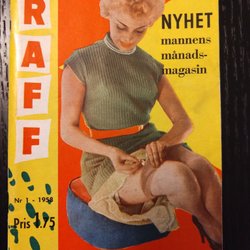 RAFF
NYHET
mannens
månads-
magasin
Nr 1 - 1958
Pris 1.75